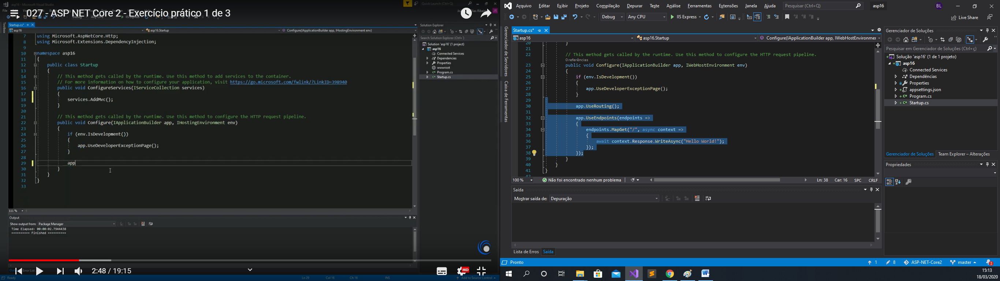 asp16 - Microsoft Visual Studio
Quick Launch (Ctrl+Q)
027 - ASP NET Core 2 - Exercício prático 1 de 3
Startup.cs*
asp16
asp16.Startup
Configure(IApplicationBuilder app, IHostingEnvironment env)
7 using Microsoft.AspNetCore.Http;
8 using Microsoft.Extensions.DependencyInjection;
9
10 namespace asp16
11 {
12 public class Startup
13 {
14 // This method gets called by the runtime. Use this method to add services to the container.
15 // For more information on how to configure your application, visit https://go.microsoft.com/fwlink/?LinkID=398940
16 public void ConfigureServices(IServiceCollection services)
17 {
18 services.AddMvc();
19 }
20
21 // This method gets called by the runtime. Use this method to configure the HTTP request pipeline.
22 public void Configure(IApplicationBuilder app, IHostingEnvironment env)
23 {
24 if (env.IsDevelopment())
25 {
26 app.UseDeveloperExceptionPage();
27 }
28
29 app
30 }
31 }
32 }
33
111 %
Output
Show output from: Package Manager
Time Elapsed: 00:00:02.7944438
========== Finished ==========
2:48 / 19:15
HD
Error List
Ready
Ln 29
Col 16
Ch 16
INS
Add to Source Control
Toolbox
Solution Explorer
Search Solution Explorer (Ctrl+ )
Solution 'asp16' (1 project)
asp16
Connected Services
Dependencies
Properties
wwwroot
Program.cs
Startup.cs
Arquivo Editar Exibir Projeto Compilação Depurar Teste Análise Ferramentas Extensões Janela Ajuda Pesquisar (Ctrl+Q) asp16 BL
Debug Any CPU IIS Express Live Share
Gerenciador de Servidores
Caixa de Ferramentas
Startup.cs*
asp16
asp16.Startup
Configure(IApplicationBuilder app, IWebHostEnvironmen
20 }
21
22 // This method gets called by the runtime. Use this method to configure the HTTP request pipeline.
0 referências
23 public void Configure(IApplicationBuilder app, IWebHostEnvironment env)
24 {
25 if (env.IsDevelopment())
26 {
27 app.UseDeveloperExceptionPage();
28 }
29
30 app.UseRouting();
31
32 app.UseEndpoints(endpoints =>
33 {
34 endpoints.MapGet("/", async context =>
35 {
36 await context.Response.WriteAsync("Hello World!");
37 });
38 });
39 }
40 }
41 }
42
100 % Não foi encontrado nenhum problema Ln: 38 Car: 16 SPC CRLF
Saída
Mostrar saída de: Depuração
Lista de Erros Saída
Gerenciador de Soluções
Pesquisar em Gerenciador de Soluções (Ctrl+ç)
Solução 'asp16' (1 de 1 projeto)
asp16
Connected Services
Dependências
Properties
appsettings.json
Program.cs
Startup.cs
Gerenciador de Soluções Team Explorer – Alterações
Propriedades
Pronto 1 8 ASP-NET-Core2 master 3
15:13
18/03/2020